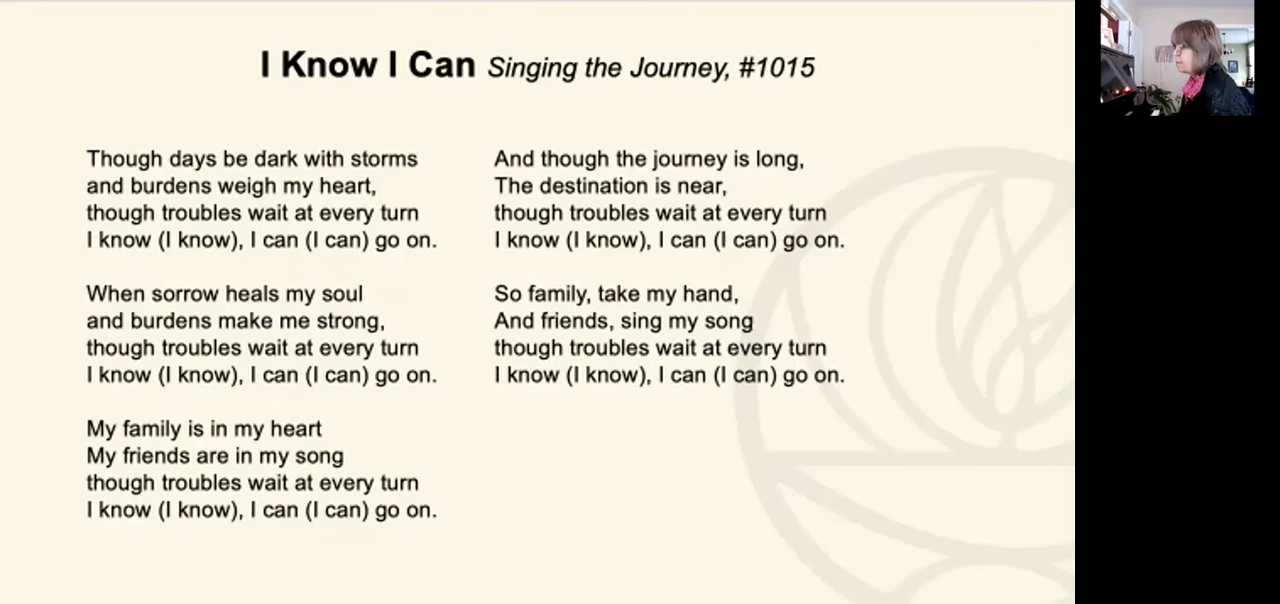 I Know I Can Singing the Journey, #1015
Though days be dark with storms
and burdens weigh my heart,
though troubles wait at every turn
I know (I know), I can (I can) go on.
When sorrow heals my soul
and burdens make me strong,
though troubles wait at every turn
I know (I know), I can (I can) go on.
My family is in my heart
My friends are in my song
though troubles wait at every turn
I know (I know), I can (I can) go on.
And though the journey is long,
The destination is near,
though troubles wait at every turn
I know (I know), I can (I can) go on.
So family, take my hand,
And friends, sing my song
though troubles wait at every turn
I know (I know), I can (I can) go on.